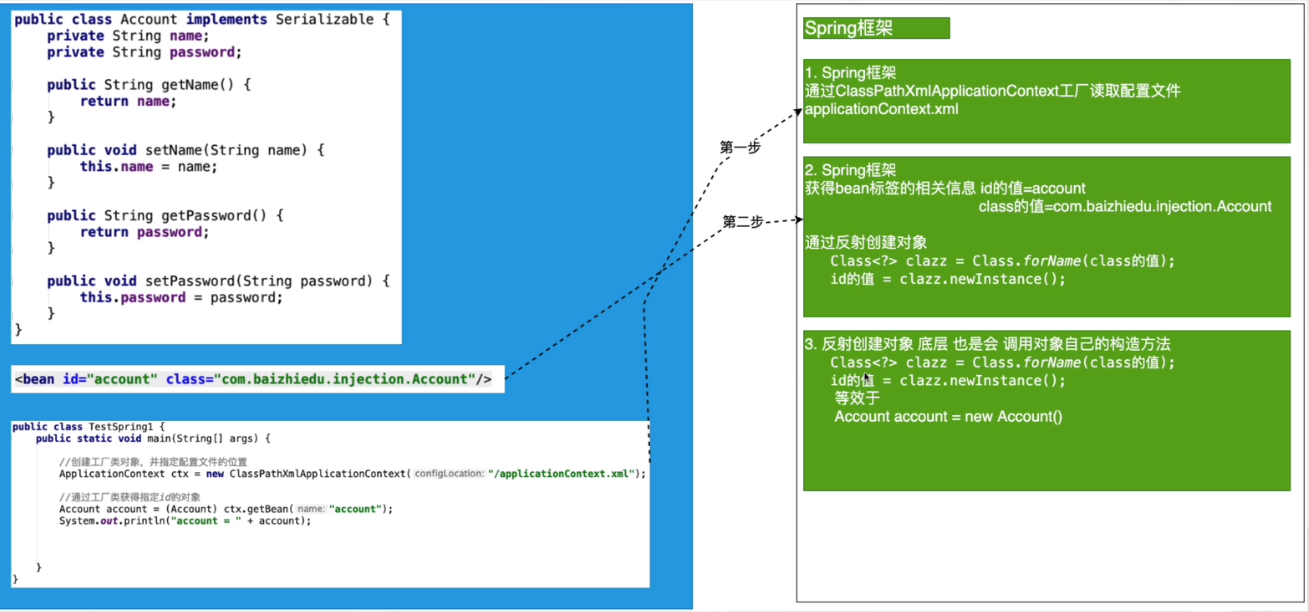 public class Account implements Serializable {
private String name;
private String password;
public String getName() {
return name;
}
public void setName(String name) {
this.name = name;
}
public String getPassword() {
return password;
}
public void setPassword(String password) {
this.password = password;
}
}
<bean id="account" class="com.baizhiedu.injection.Account"/>
public class TestSpring1 {
public static void main(String[] args) {
//创建工厂类对象，并指定配置文件的位置
ApplicationContext ctx = new ClassPathXmlApplicationContext( configLocation: "/applicationContext.xml");
//通过工厂类获得指定id的对象
Account account = (Account) ctx.getBean( name: "account");
System.out.println("account = " + account);
}
}
第一步
第二步
Spring框架
1. Spring框架
通过ClassPathXmlApplicationContext工厂读取配置文件
applicationContext.xml
2. Spring框架
获得bean标签的相关信息 id的值=account
class的值=com.baizhiedu.injection.Account
通过反射创建对象
Class<?> clazz = Class.forName(class的值);
id的值 = clazz.newInstance();
3. 反射创建对象 底层 也是会 调用对象自己的构造方法
Class<?> clazz = Class.forName(class的值);
id的值 = clazz.newInstance();
等效于
Account account = new Account()